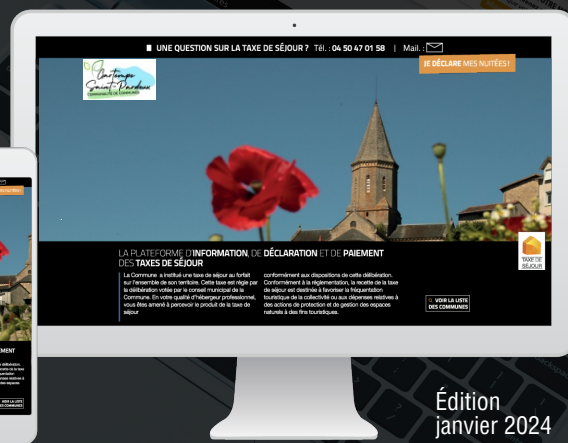 UNE QUESTION SUR LA TAXE DE SÉJOUR ? Tél. : 04 50 47 01 58 | Mail. :
JE DÉCLARE MES NUITÉES !
Gartempe
Saint-Pardoux
COMMUNAUTÉ DE COMMUNES
LA PLATEFORME D'INFORMATION, DE DÉCLARATION ET DE PAIEMENT
DES TAXES DE SÉJOUR
La Commune a institué une taxe de séjour au forfait
sur l'ensemble de son territoire. Cette taxe est régie par
la délibération votée par le conseil municipal de la
Commune. En votre qualité d'hébergeur professionnel,
vous êtes amené à percevoir le produit de la taxe de
séjour
conformément aux dispositions de cette délibération.
Conformément à la règlementation, la recette de la taxe
de séjour est destinée à favoriser la fréquentation
touristique de la collectivité ou aux dépenses relatives à
des actions de protection et de gestion des espaces
naturels à des fins touristiques.
TAXE DE
SÉJOUR
VOIR LA LISTE
DES COMMUNES
Édition
janvier 2024